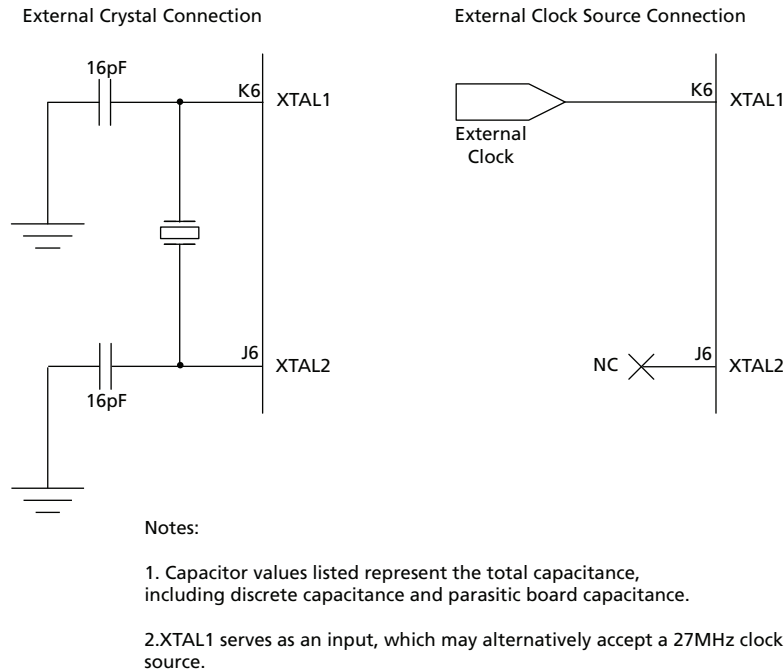 External Crystal Connection
External Clock Source Connection
16pF
K6
XTAL1
J6
XTAL2
16pF
K6
XTAL1
External
Clock
NC
J6
XTAL2
Notes:
1. Capacitor values listed represent the total capacitance,
including discrete capacitance and parasitic board capacitance.
2.XTAL1 serves as an input, which may alternatively accept a 27MHz clock
source.